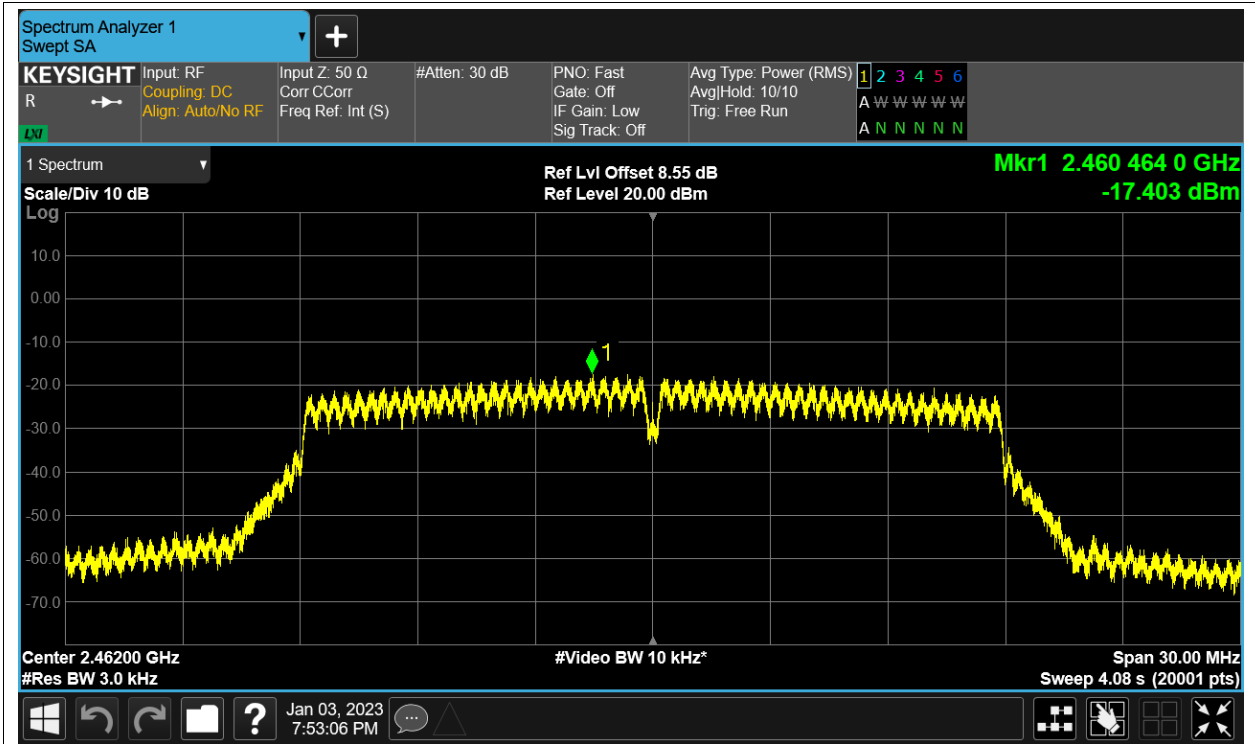 Spectrum Analyzer 1
Swept SA
+
KEYSIGHT
R
LXI
Input: RF
Coupling: DC
Align: Auto/No RF
Input Z: 50 Ω
Corr CCorr
Freq Ref: Int (S)
#Atten: 30 dB
PNO: Fast
Gate: Off
IF Gain: Low
Sig Track: Off
Avg Type: Power (RMS)
Avg|Hold: 10/10
Trig: Free Run
1 2 3 4 5 6
A W W W W W
A N N N N N
1 Spectrum
Scale/Div 10 dB
Log
Ref Lvl Offset 8.55 dB
Ref Level 20.00 dBm
Mkr1 2.460 464 0 GHz
-17.403 dBm
10.0
0.00
-10.0
-20.0
-30.0
-40.0
-50.0
-60.0
-70.0
1
Center 2.46200 GHz
#Res BW 3.0 kHz
#Video BW 10 kHz*
Span 30.00 MHz
Sweep 4.08 s (20001 pts)
?
Jan 03, 2023
7:53:06 PM